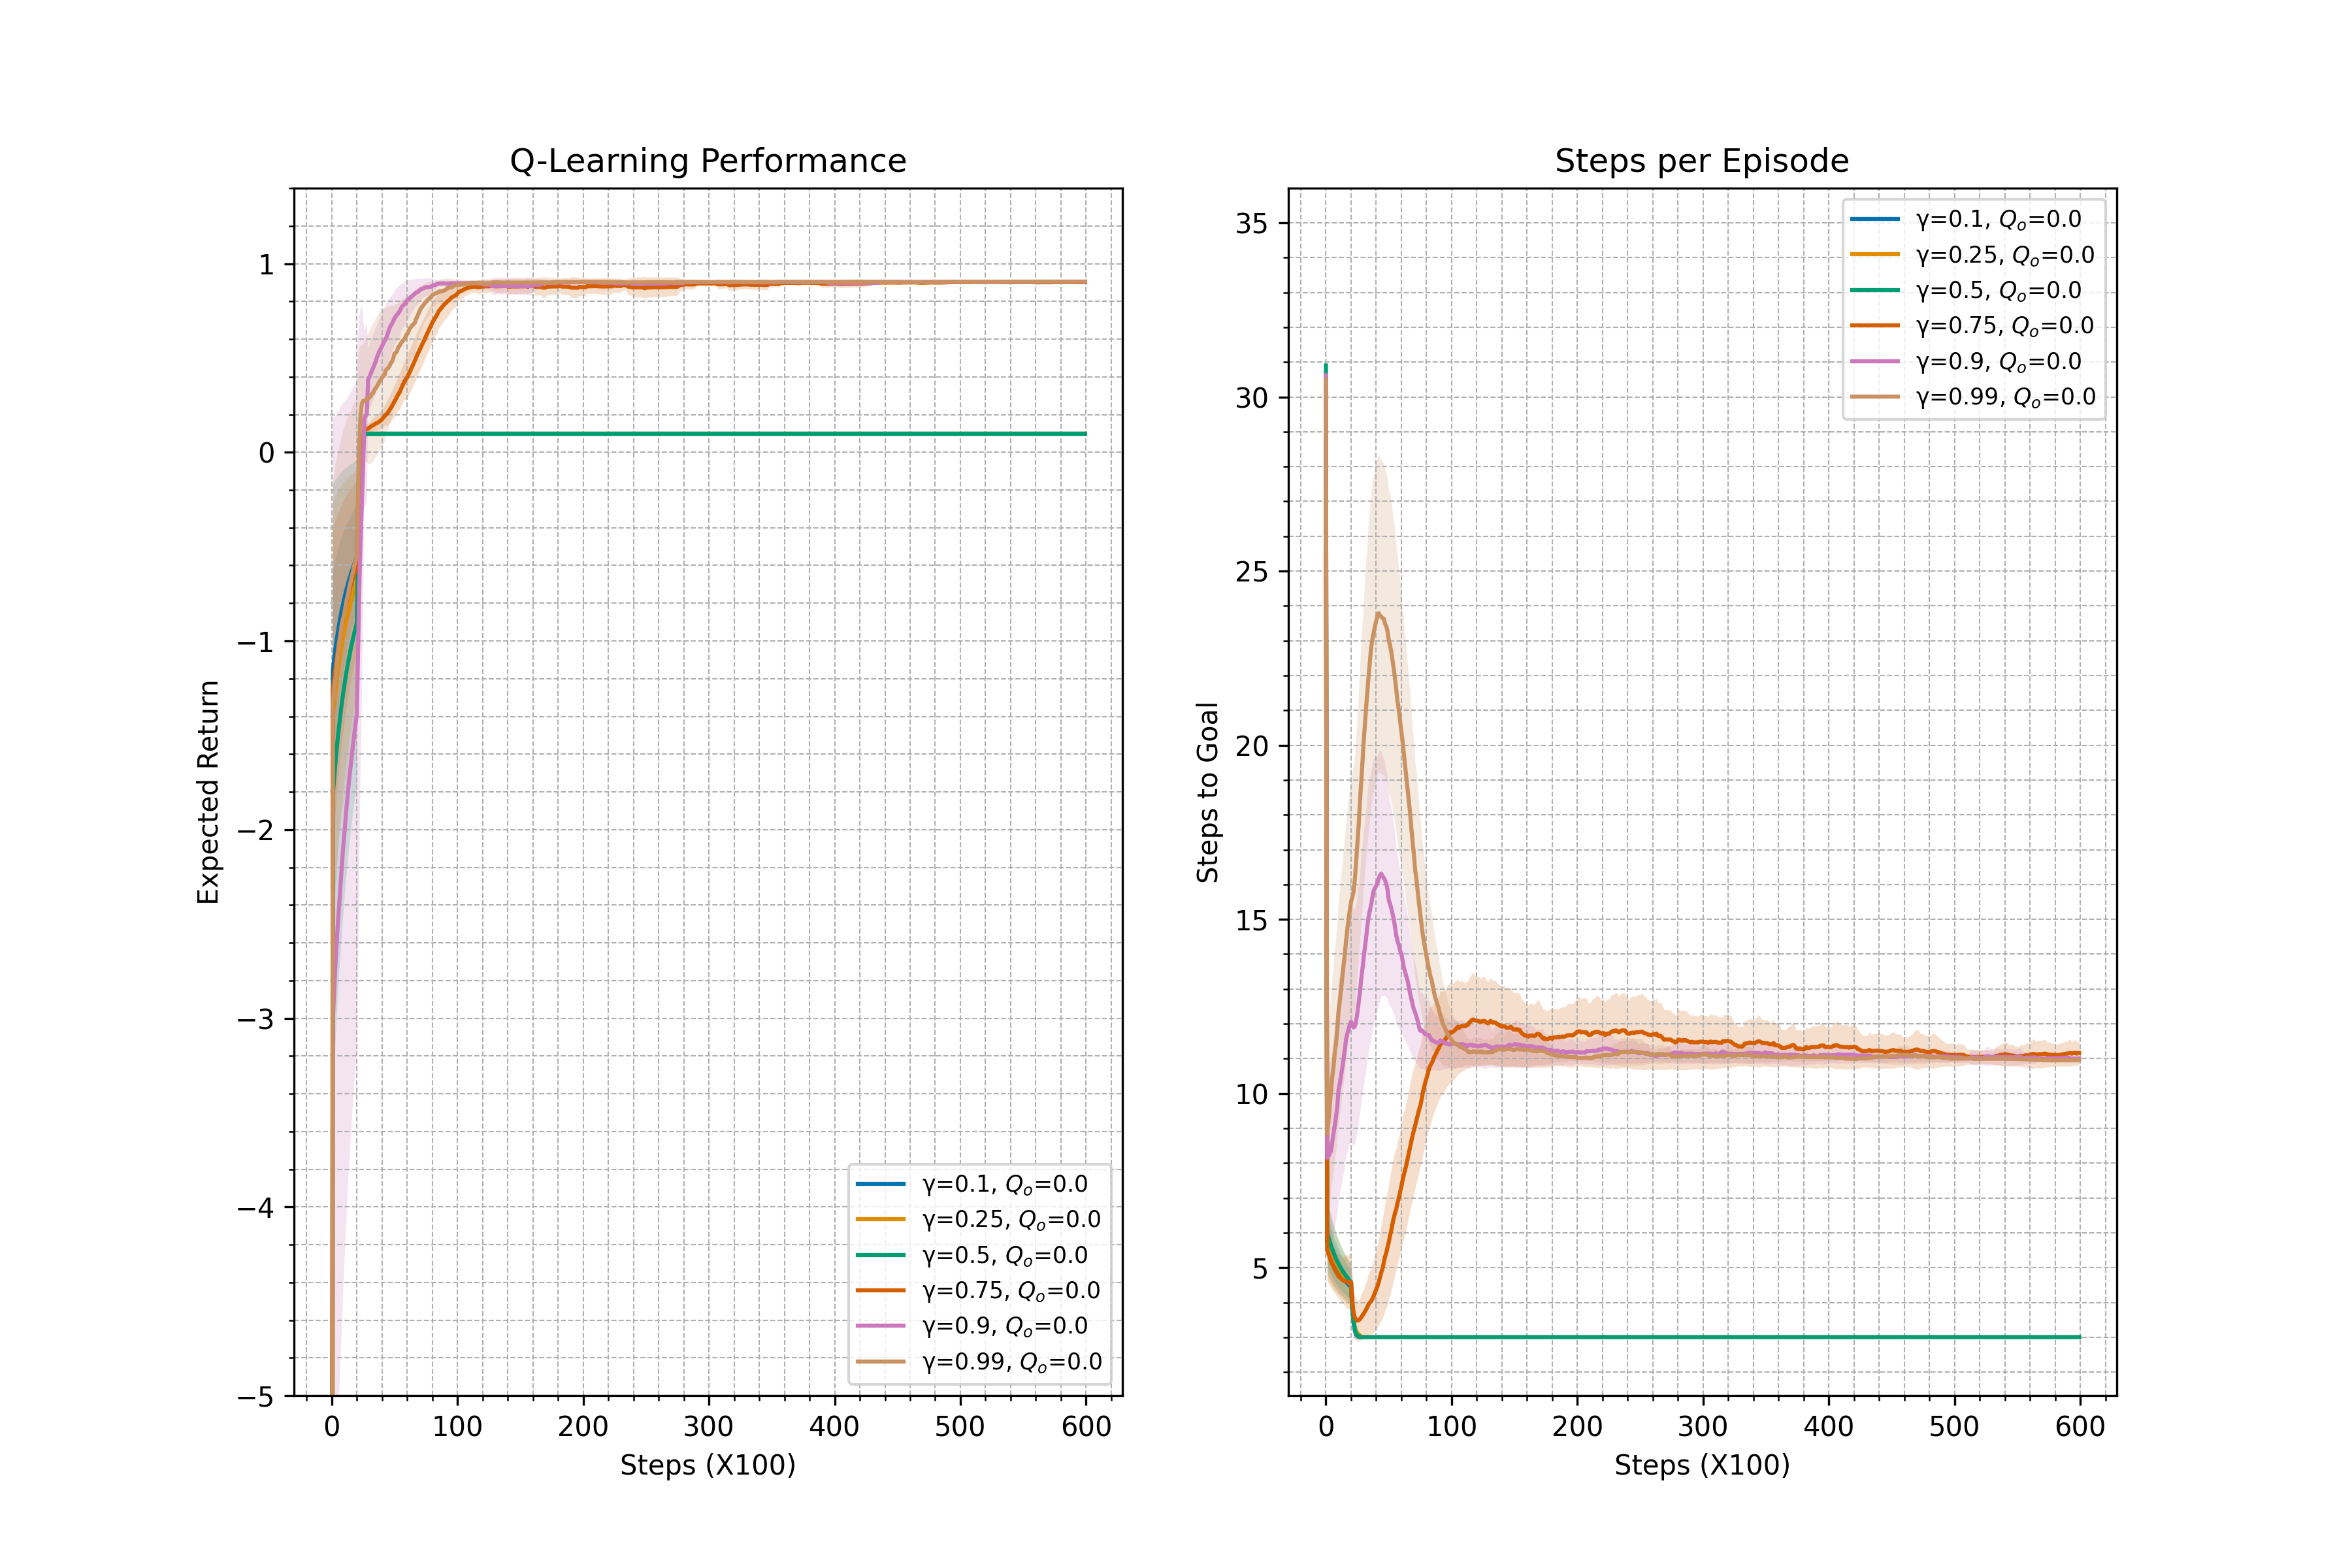 Q-Learning Performance
1
0
−1
−2
−3
−4
−5
Expected Return
0 100 200 300 400 500 600
Steps (X100)
γ=0.1, Qo=0.0
γ=0.25, Qo=0.0
γ=0.5, Qo=0.0
γ=0.75, Qo=0.0
γ=0.9, Qo=0.0
γ=0.99, Qo=0.0
Steps per Episode
35
30
25
20
15
10
5
Steps to Goal
0 100 200 300 400 500 600
Steps (X100)
γ=0.1, Qo=0.0
γ=0.25, Qo=0.0
γ=0.5, Qo=0.0
γ=0.75, Qo=0.0
γ=0.9, Qo=0.0
γ=0.99, Qo=0.0